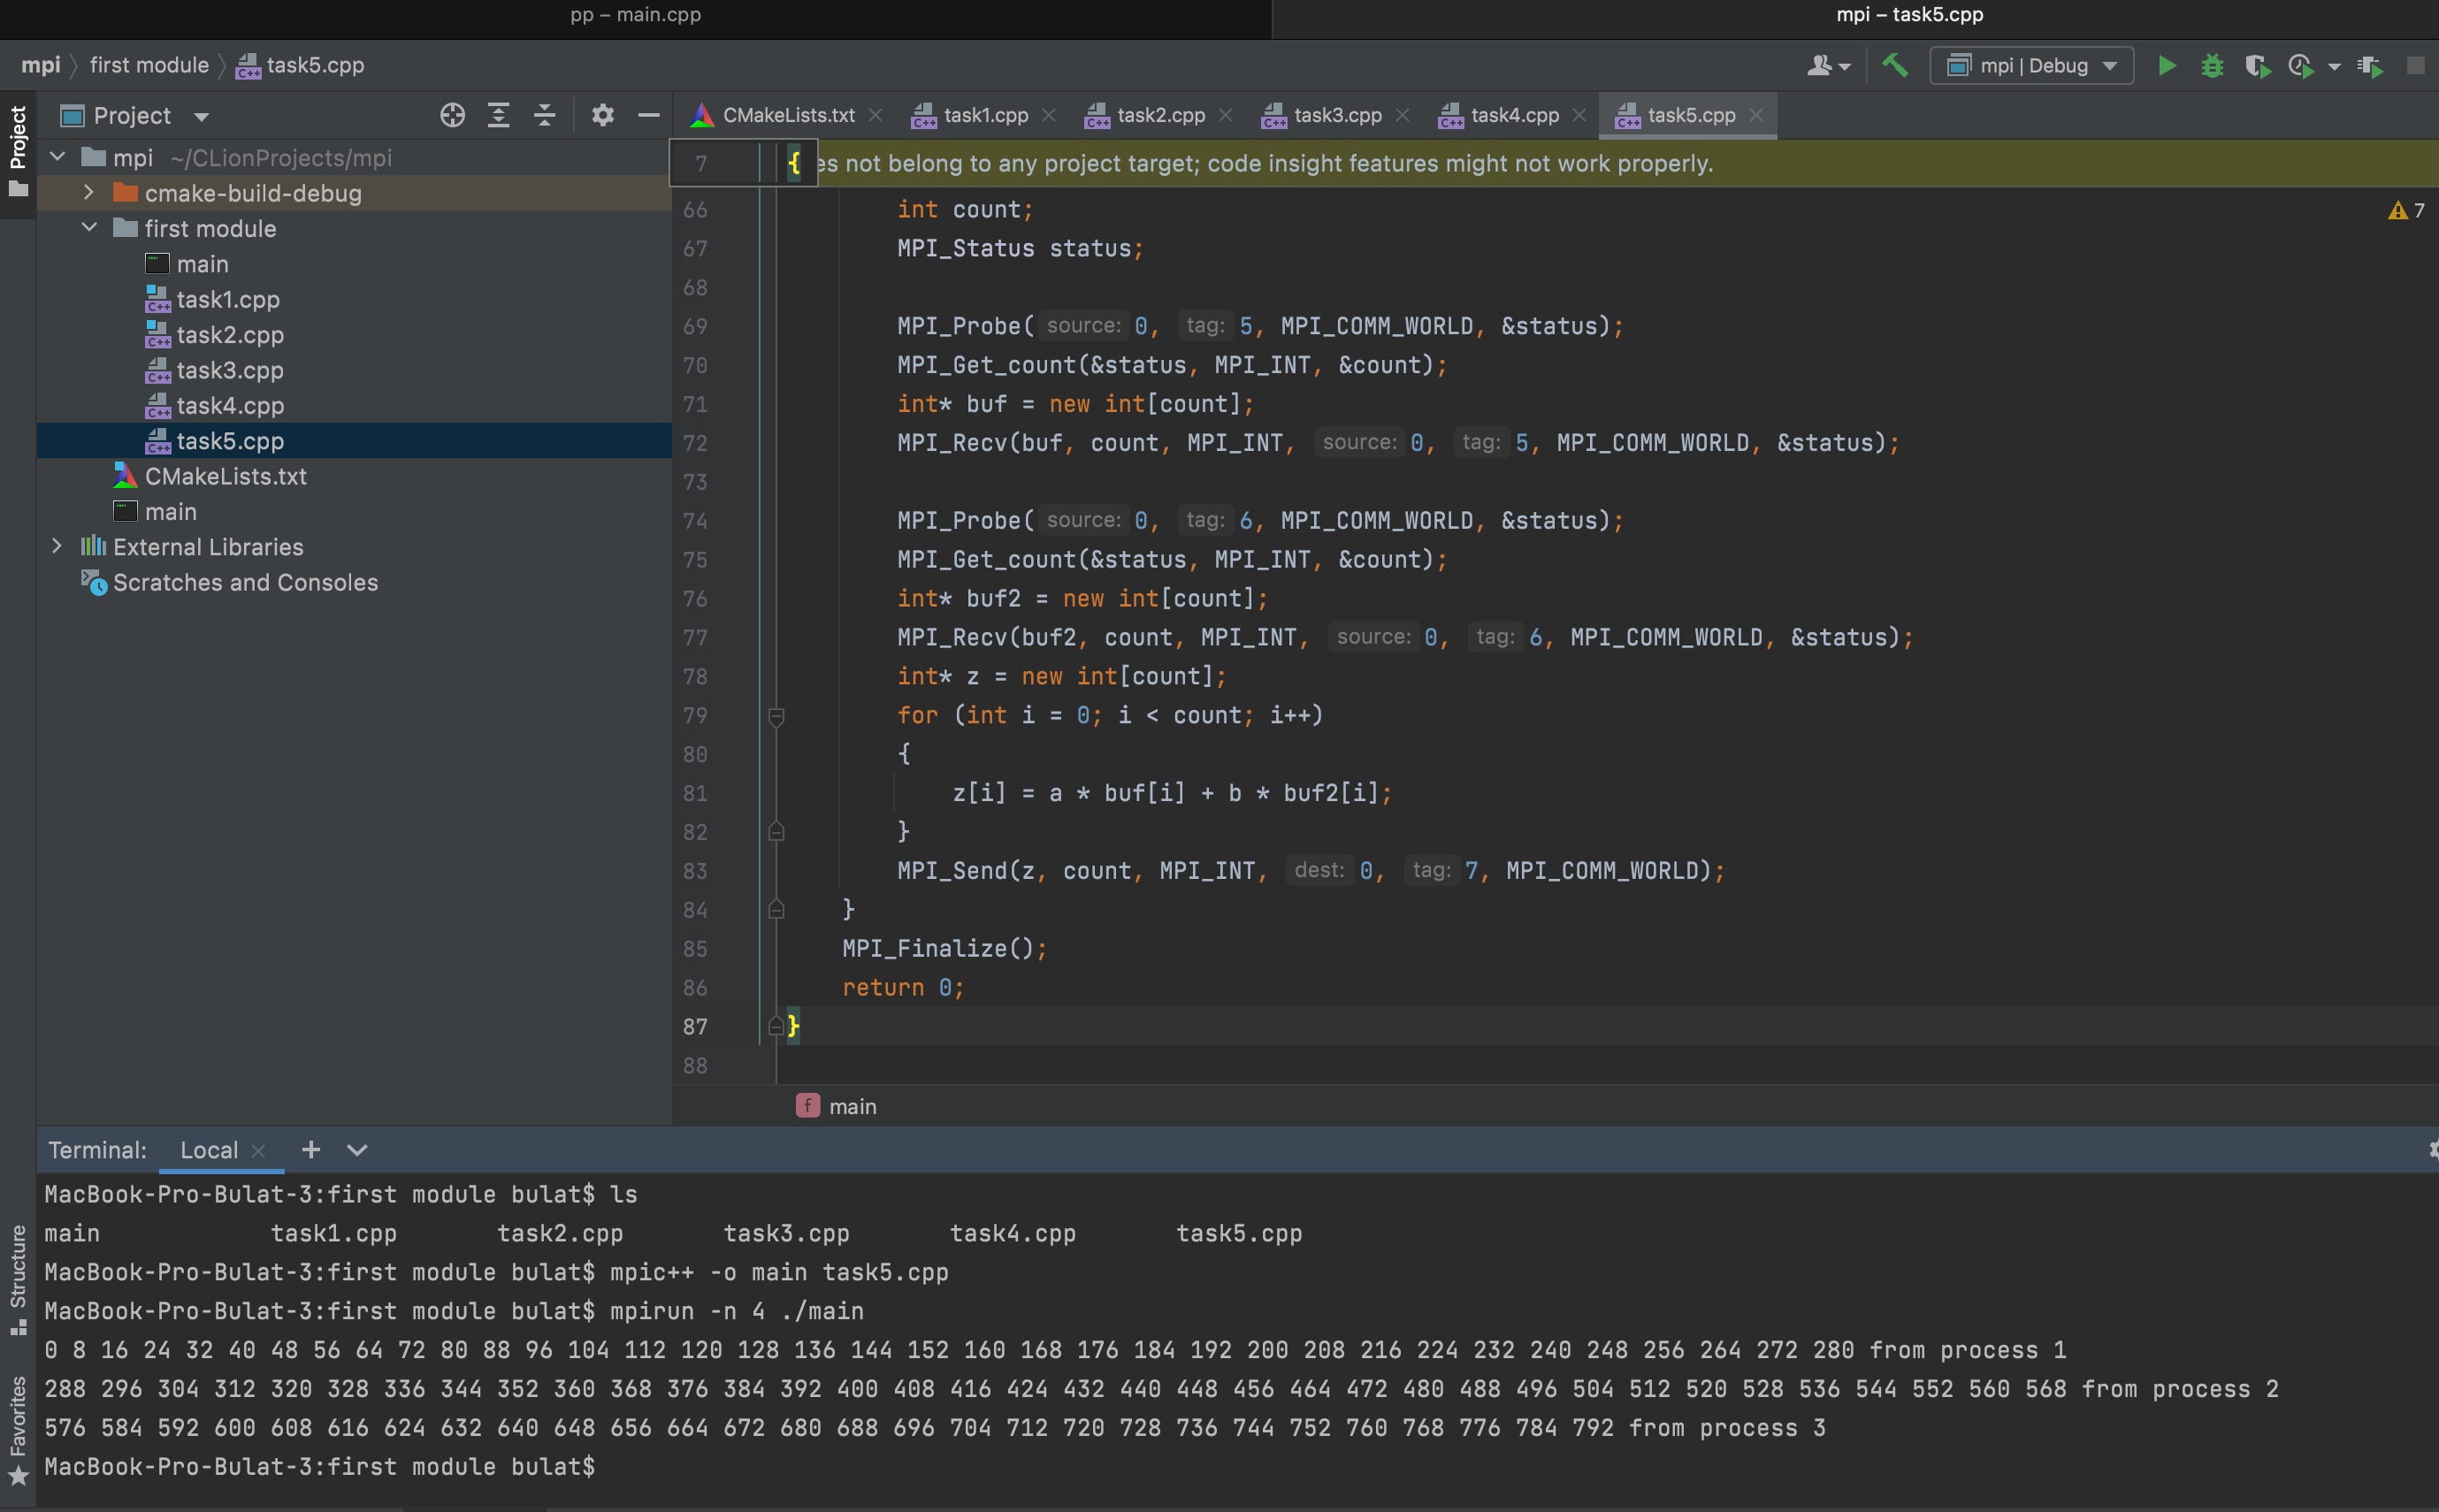 pp – main.cpp
mpi – task5.cpp
mpi first module task5.cpp
mpi | Debug
Project
Project
CMakeLists.txt task1.cpp task2.cpp task3.cpp task4.cpp task5.cpp
mpi ~/CLionProjects/mpi
cmake-build-debug
first module
main
task1.cpp
task2.cpp
task3.cpp
task4.cpp
task5.cpp
CMakeLists.txt
main
External Libraries
Scratches and Consoles
7 { es not belong to any project target; code insight features might not work properly.
7
66 int count;
67 MPI_Status status;
68
69 MPI_Probe( source: 0, tag: 5, MPI_COMM_WORLD, &status);
70 MPI_Get_count(&status, MPI_INT, &count);
71 int* buf = new int[count];
72 MPI_Recv(buf, count, MPI_INT, source: 0, tag: 5, MPI_COMM_WORLD, &status);
73
74 MPI_Probe( source: 0, tag: 6, MPI_COMM_WORLD, &status);
75 MPI_Get_count(&status, MPI_INT, &count);
76 int* buf2 = new int[count];
77 MPI_Recv(buf2, count, MPI_INT, source: 0, tag: 6, MPI_COMM_WORLD, &status);
78 int* z = new int[count];
79 for (int i = 0; i < count; i++)
80 {
81 z[i] = a * buf[i] + b * buf2[i];
82 }
83 MPI_Send(z, count, MPI_INT, dest: 0, tag: 7, MPI_COMM_WORLD);
84 }
85 MPI_Finalize();
86 return 0;
87 }
88
f main
Terminal: Local
MacBook-Pro-Bulat-3:first module bulat$ ls
main task1.cpp task2.cpp task3.cpp task4.cpp task5.cpp
MacBook-Pro-Bulat-3:first module bulat$ mpic++ -o main task5.cpp
MacBook-Pro-Bulat-3:first module bulat$ mpirun -n 4 ./main
0 8 16 24 32 40 48 56 64 72 80 88 96 104 112 120 128 136 144 152 160 168 176 184 192 200 208 216 224 232 240 248 256 264 272 280 from process 1
288 296 304 312 320 328 336 344 352 360 368 376 384 392 400 408 416 424 432 440 448 456 464 472 480 488 496 504 512 520 528 536 544 552 560 568 from process 2
576 584 592 600 608 616 624 632 640 648 656 664 672 680 688 696 704 712 720 728 736 744 752 760 768 776 784 792 from process 3
MacBook-Pro-Bulat-3:first module bulat$
Structure
Favorites